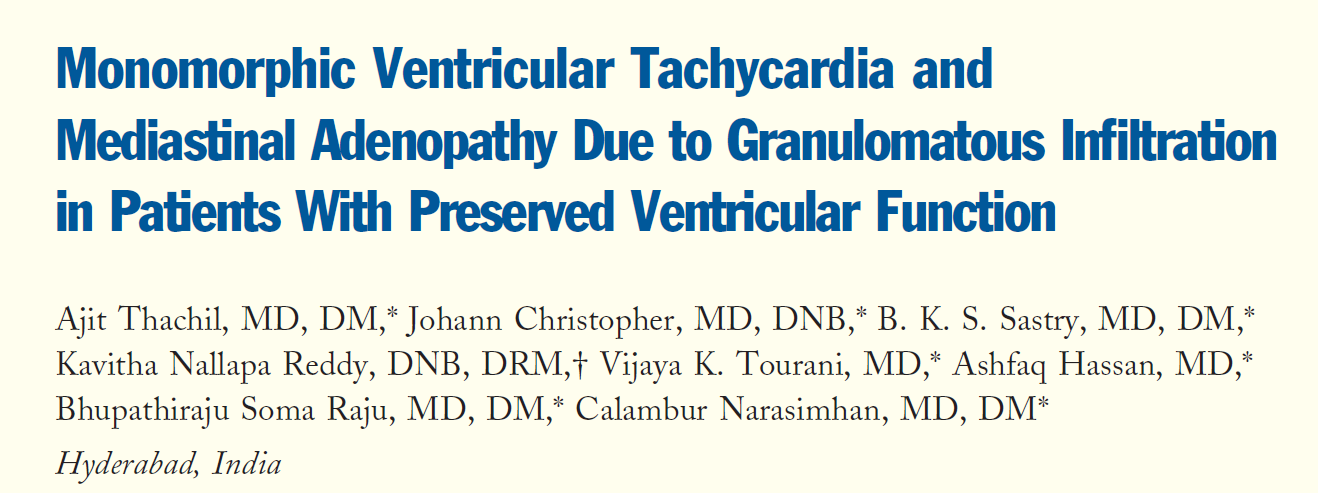 Monomorphic Ventricular Tachycardia and
Mediastinal Adenopathy Due to Granulomatous Infiltration
in Patients With Preserved Ventricular Function
Ajit Thachil, MD, DM,* Johann Christopher, MD, DNB,* B. K. S. Sastry, MD, DM,*
Kavitha Nallapa Reddy, DNB, DRM,† Vijaya K. Tourani, MD,* Ashfaq Hassan, MD,*
Bhupathiraju Soma Raju, MD, DM,* Calambur Narasimhan, MD, DM*
Hyderabad, India